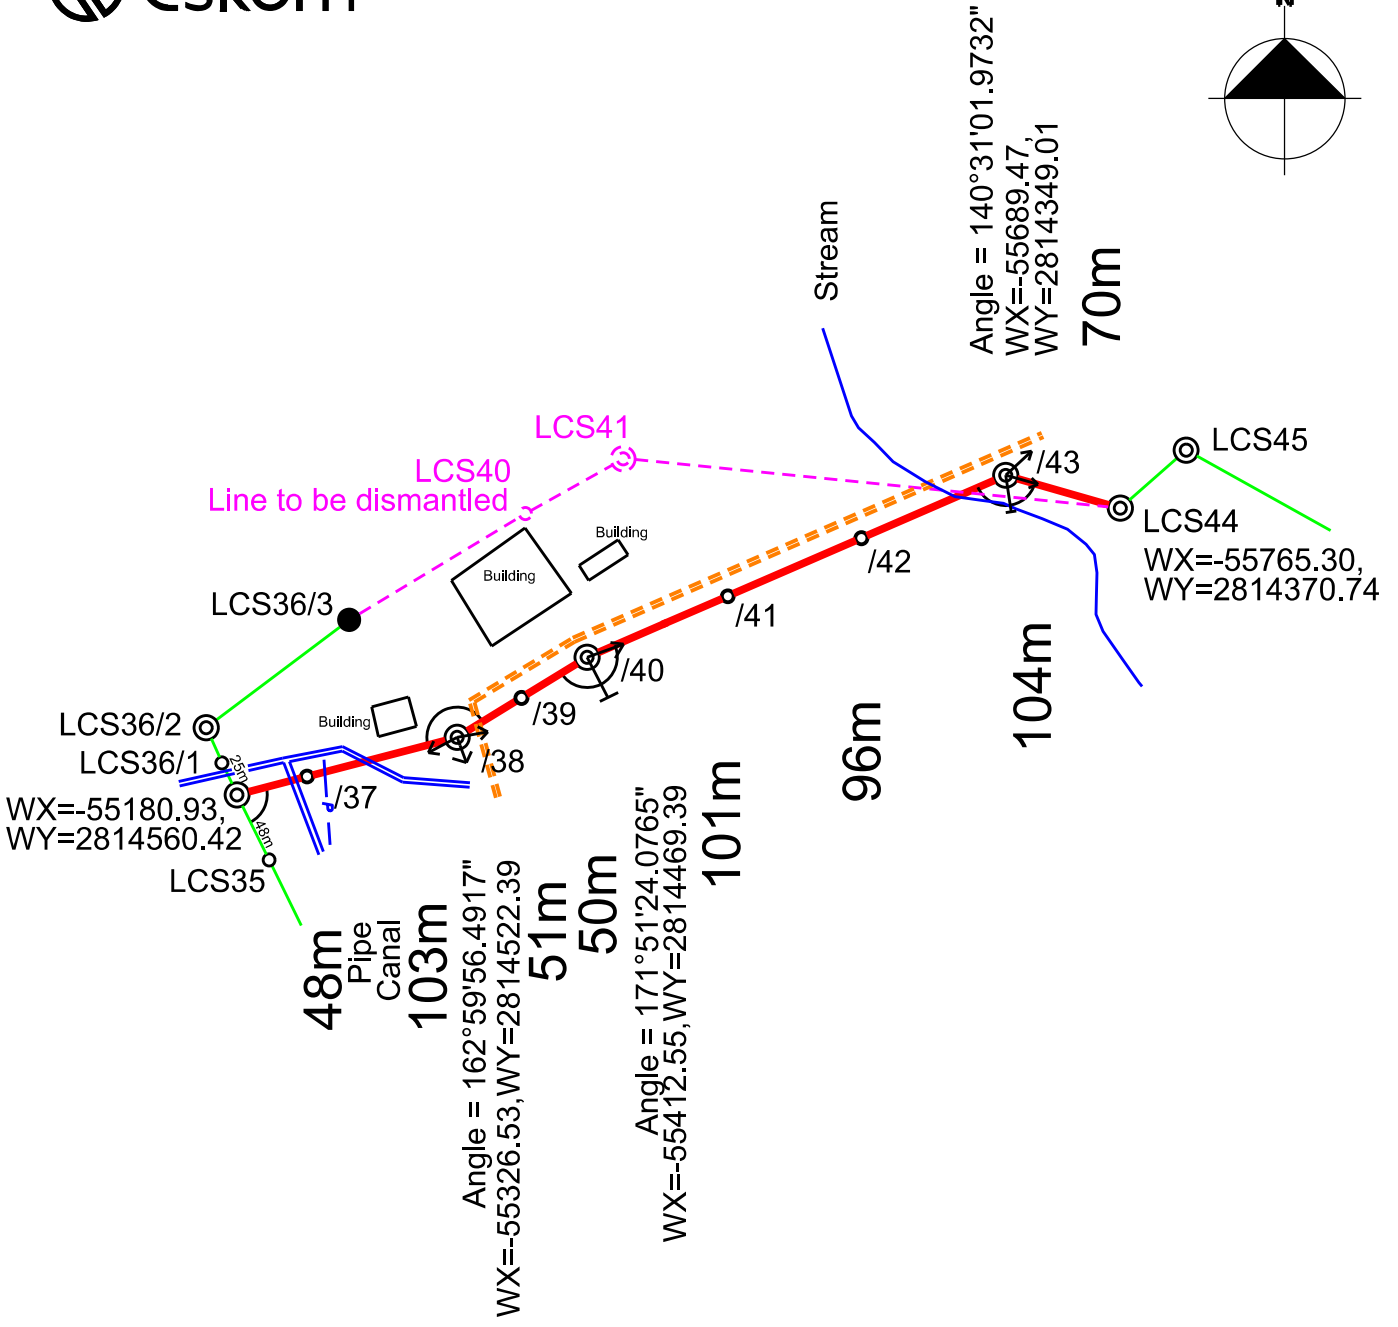 Eskom
N
Angle = 140°31'01.9732"
WX=-55689.47,
WY=2814349.01
70m
Stream
LCS41
LCS40
Line to be dismantled
LCS45
/43
LCS44
WX=-55765.30,
WY=2814370.74
Building
Building
/42
LCS36/3
/41
/40
104m
/39
LCS36/2
Building
LCS36/1
25m
/38
96m
/37
WX=-55180.93,
WY=2814560.42
48m
LCS35
101m
48m
Pipe
Canal
103m
Angle = 162°59'56.4917"
WX=-55326.53,WY=2814522.39
51m
50m
Angle = 171°51'24.0765"
WX=-55412.55,WY=2814469.39